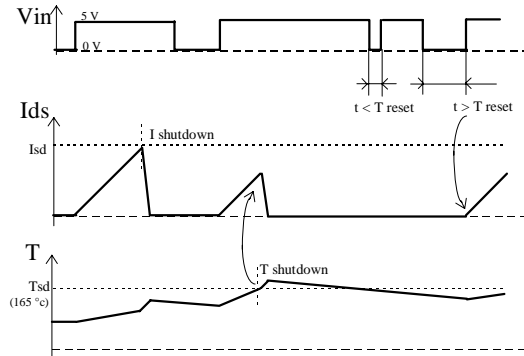 Vin
5 V
0 V
t < T reset
t > T reset
Ids
I shutdown
Isd
T
T shutdown
Tsd
(165 °c)